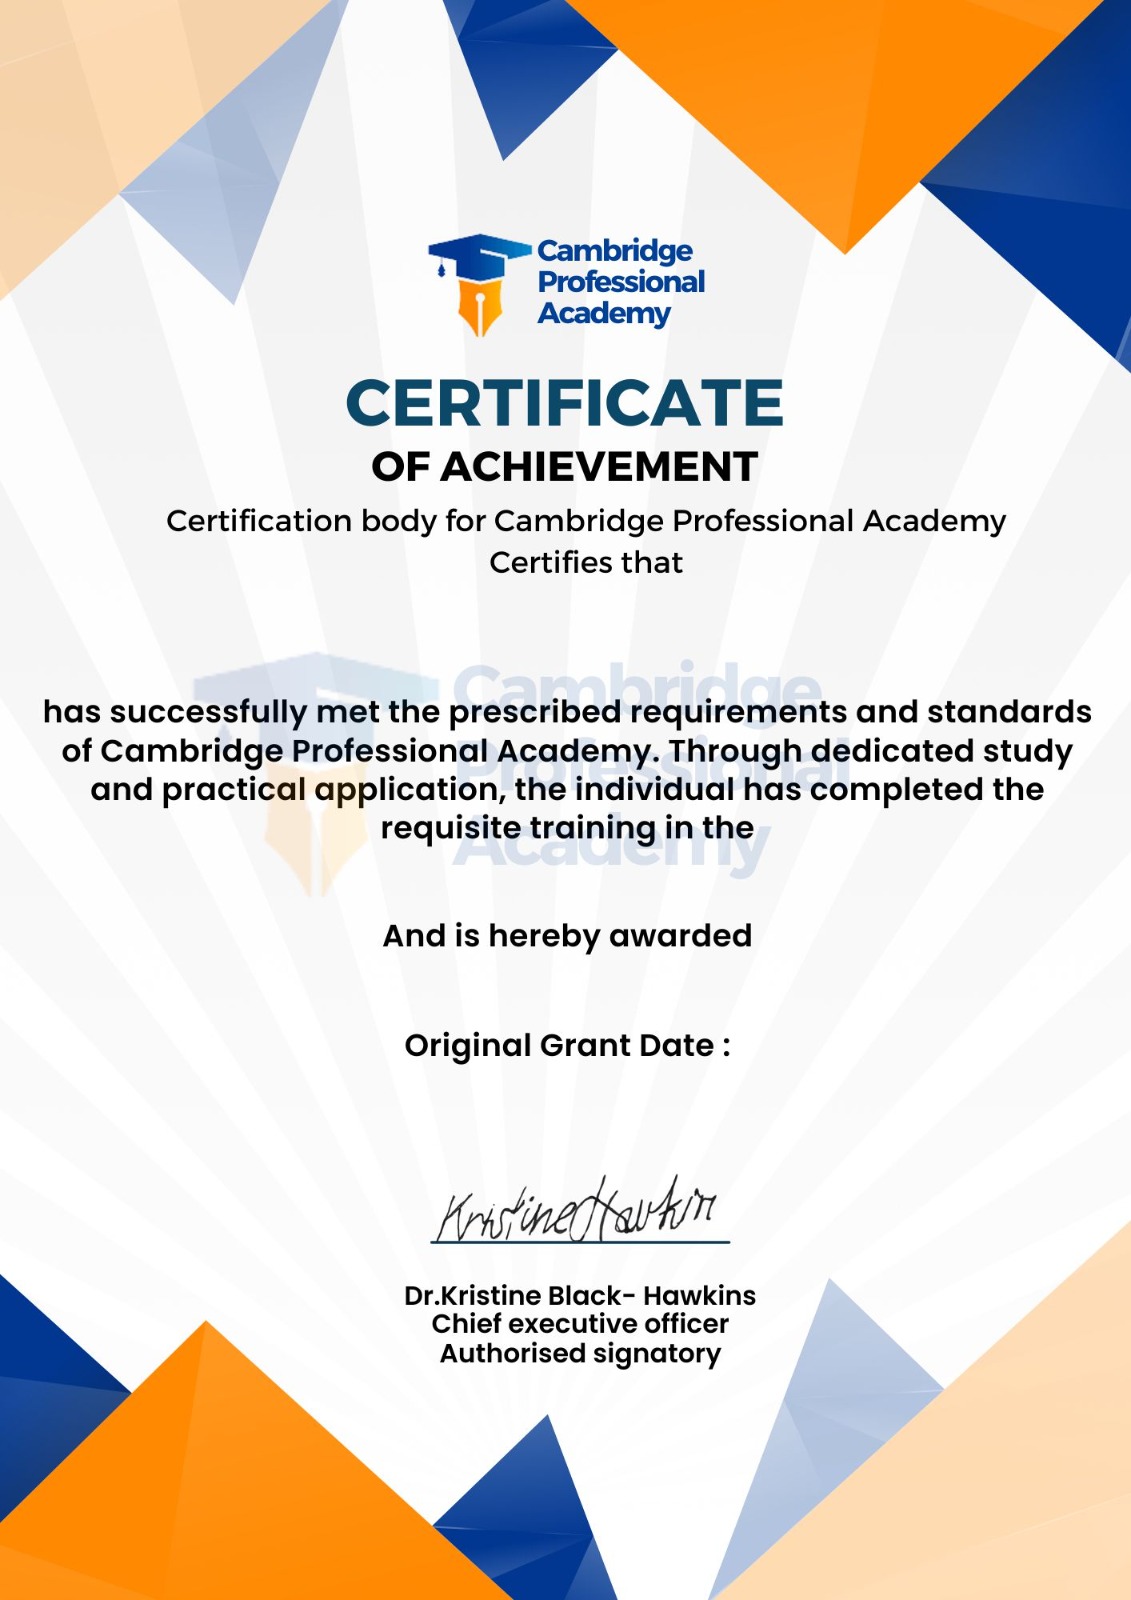 Cambridge
Professional
Academy
CERTIFICATE
OF ACHIEVEMENT
Certification body for Cambridge Professional Academy
Certifies that
Cambridge
Professional
Academy
has successfully met the prescribed requirements and standards
of Cambridge Professional Academy. Through dedicated study
and practical application, the individual has completed the
requisite training in the
And is hereby awarded
Original Grant Date :
Kristine Hawkin
Dr.Kristine Black- Hawkins
Chief executive officer
Authorised signatory